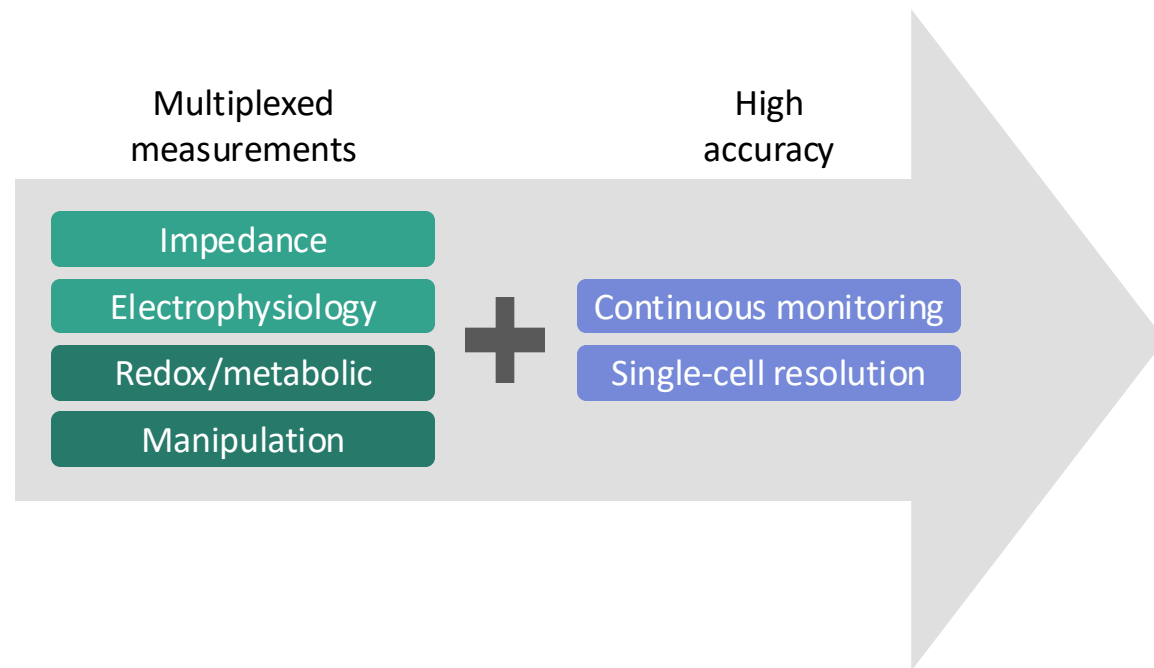 Multiplexed
measurements
Impedance
Electrophysiology
Redox/metabolic
Manipulation
High
accuracy
Continuous monitoring
Single-cell resolution